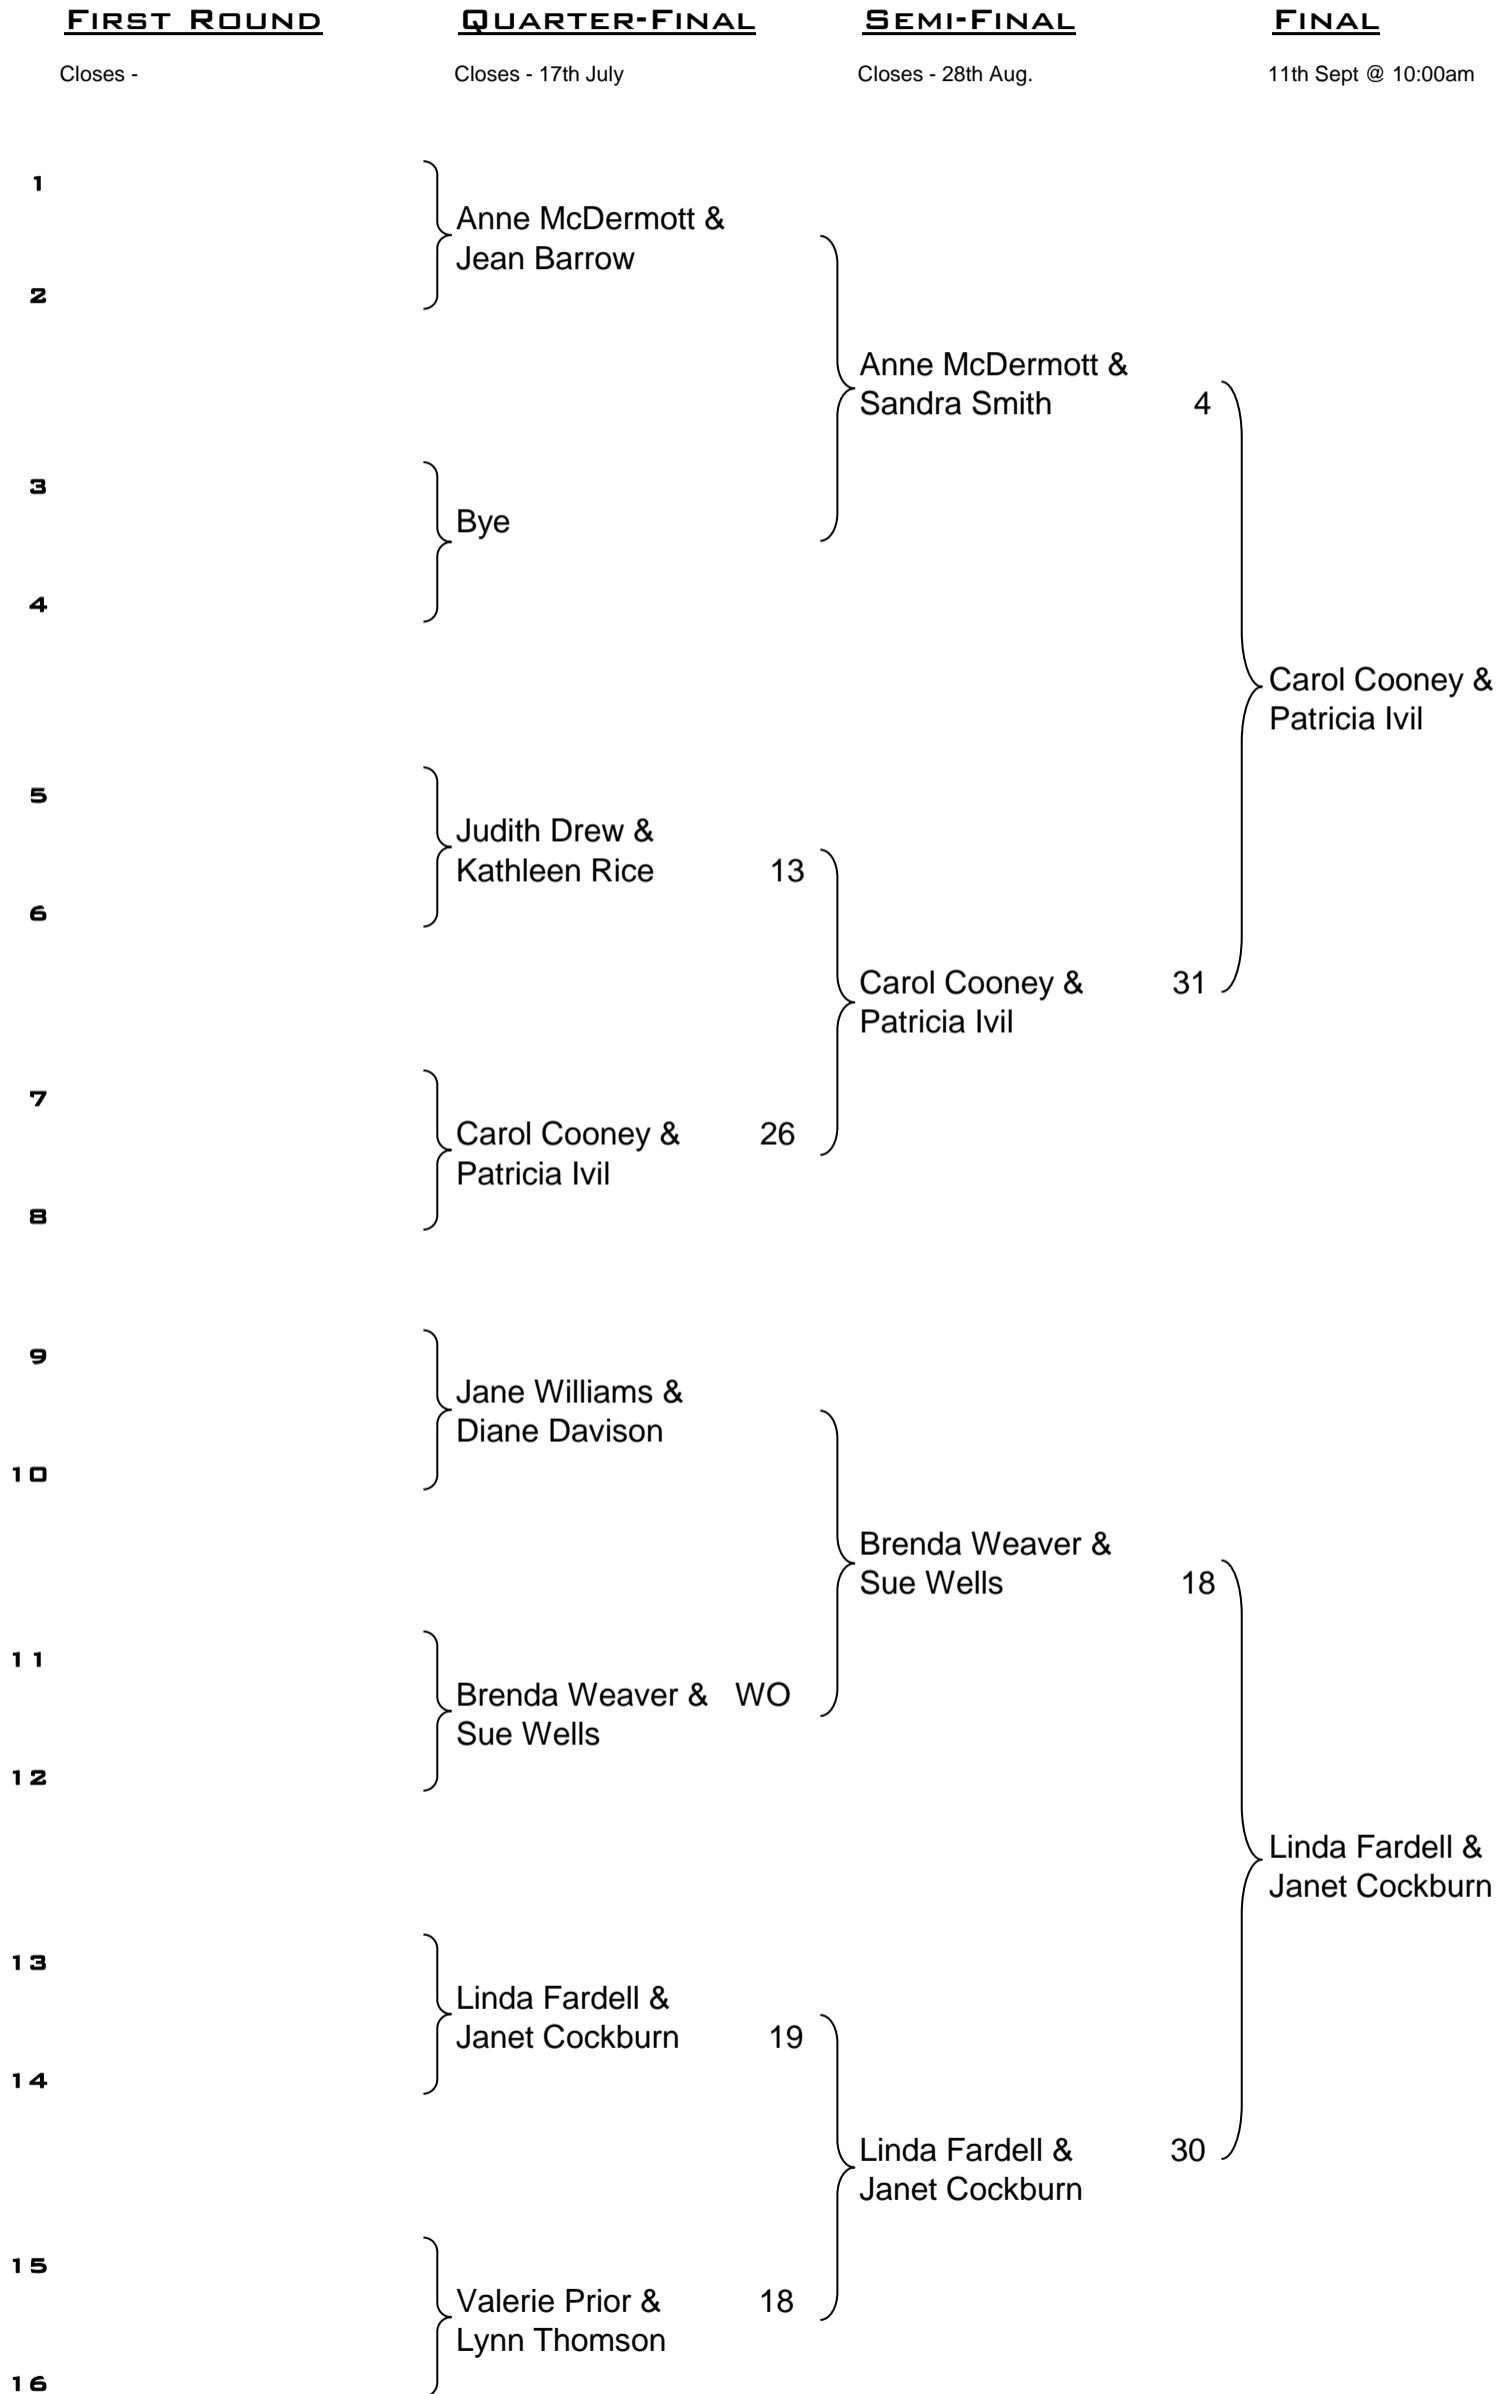 First Round Quarter-Final Semi-Final Final
Closes - Closes - 17th July Closes - 28th Aug. 11th Sept @ 10:00am
1
Anne McDermott &
Jean Barrow
2
Anne McDermott &
Sandra Smith 4
3
Bye
4
Carol Cooney &
Patricia Ivil
5
Judith Drew &
Kathleen Rice 13
6
Carol Cooney & 31
Patricia Ivil
7
Carol Cooney & 26
Patricia Ivil
8
9
Jane Williams &
Diane Davison
10
Brenda Weaver &
Sue Wells 18
11
Brenda Weaver & WO
Sue Wells
12
Linda Fardell &
Janet Cockburn
13
Linda Fardell &
Janet Cockburn 19
14
Linda Fardell & 30
Janet Cockburn
15
Valerie Prior & 18
Lynn Thomson
16